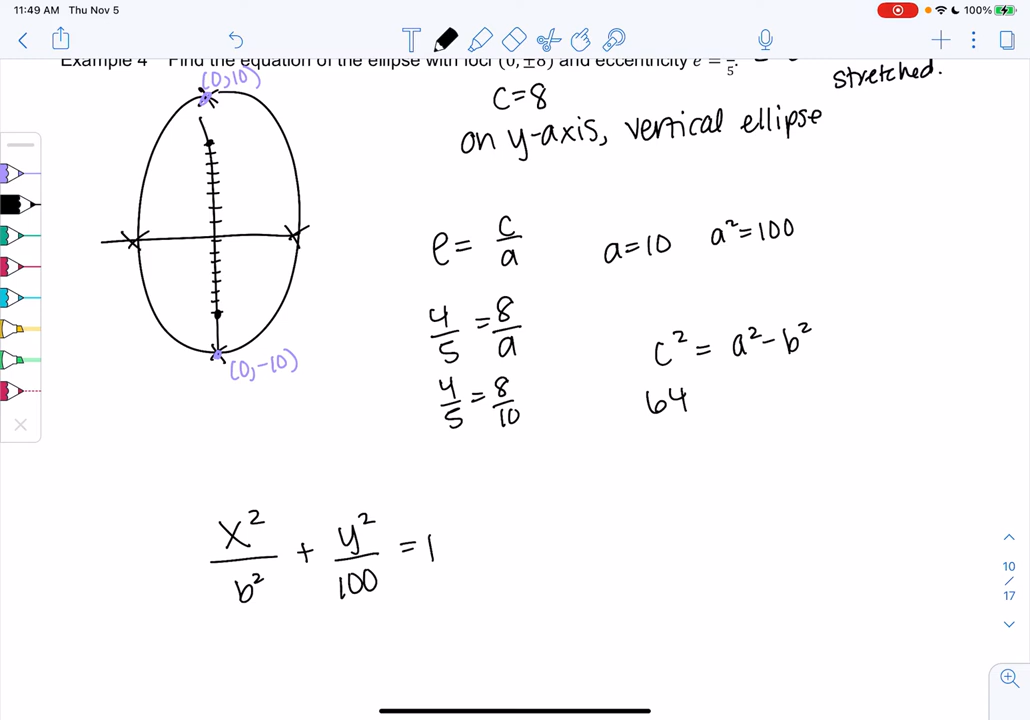 11:49 AM Thu Nov 5
100%
Example 4 Find the equation of the ellipse with foci (0, ±8) and eccentricity e = /5.
stretched.
(0,10)
c=8
on y-axis, vertical ellipse
e = c/a
a=10 a²=100
4/5 = 8/a
c² = a²-b²
(0,-10)
4/5 = 8/10
64
x²/b² + y²/100 = 1
10
/
17